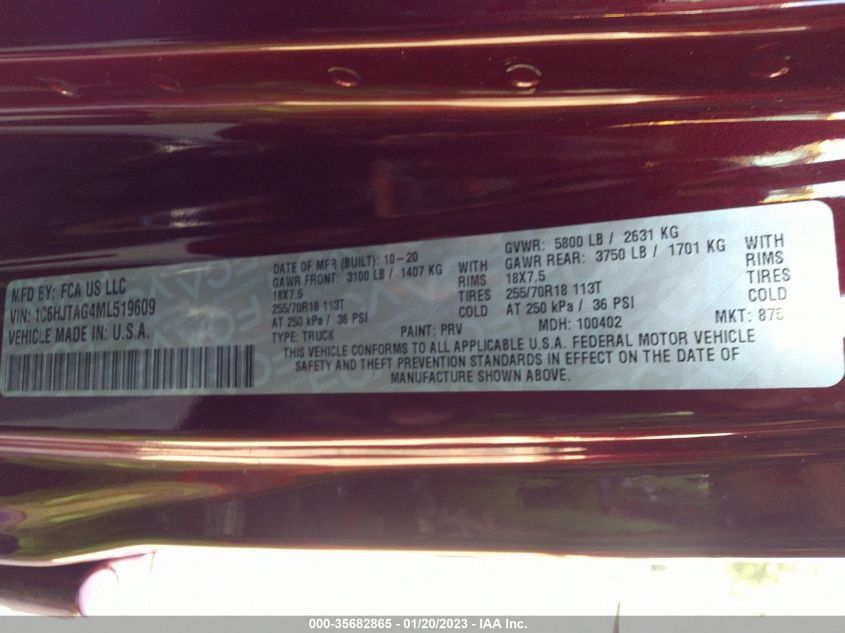 MFD BY: FCA US LLC
VIN: 1C6HJTAG4ML519609
VEHICLE MADE IN: U.S.A.
DATE OF MFR (BUILT): 10-20
GAWR FRONT: 3100 LB / 1407 KG WITH
18X7.5 RIMS
255/70R18 113T TIRES
AT 250 kPa / 36 PSI COLD
TYPE: TRUCK PAINT: PRV
GVWR: 5800 LB / 2631 KG
GAWR REAR: 3750 LB / 1701 KG WITH
18X7.5 RIMS
255/70R18 113T TIRES
AT 250 KPA / 36 PSI COLD
MDH: 100402 MKT: 875
THIS VEHICLE CONFORMS TO ALL APPLICABLE U.S.A. FEDERAL MOTOR VEHICLE
SAFETY AND THEFT PREVENTION STANDARDS IN EFFECT ON THE DATE OF
MANUFACTURE SHOWN ABOVE.
000-35682865 - 01/20/2023 - IAA Inc.